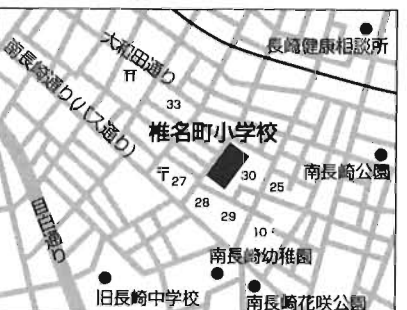 長崎健康相談所
大和田通り
南長崎通り(バス通り)
33
椎名町小学校
〒27
30
25
南長崎公園
28
29
10
南長崎幼稚園
目白通り
旧長崎中学校
南長崎花咲公園